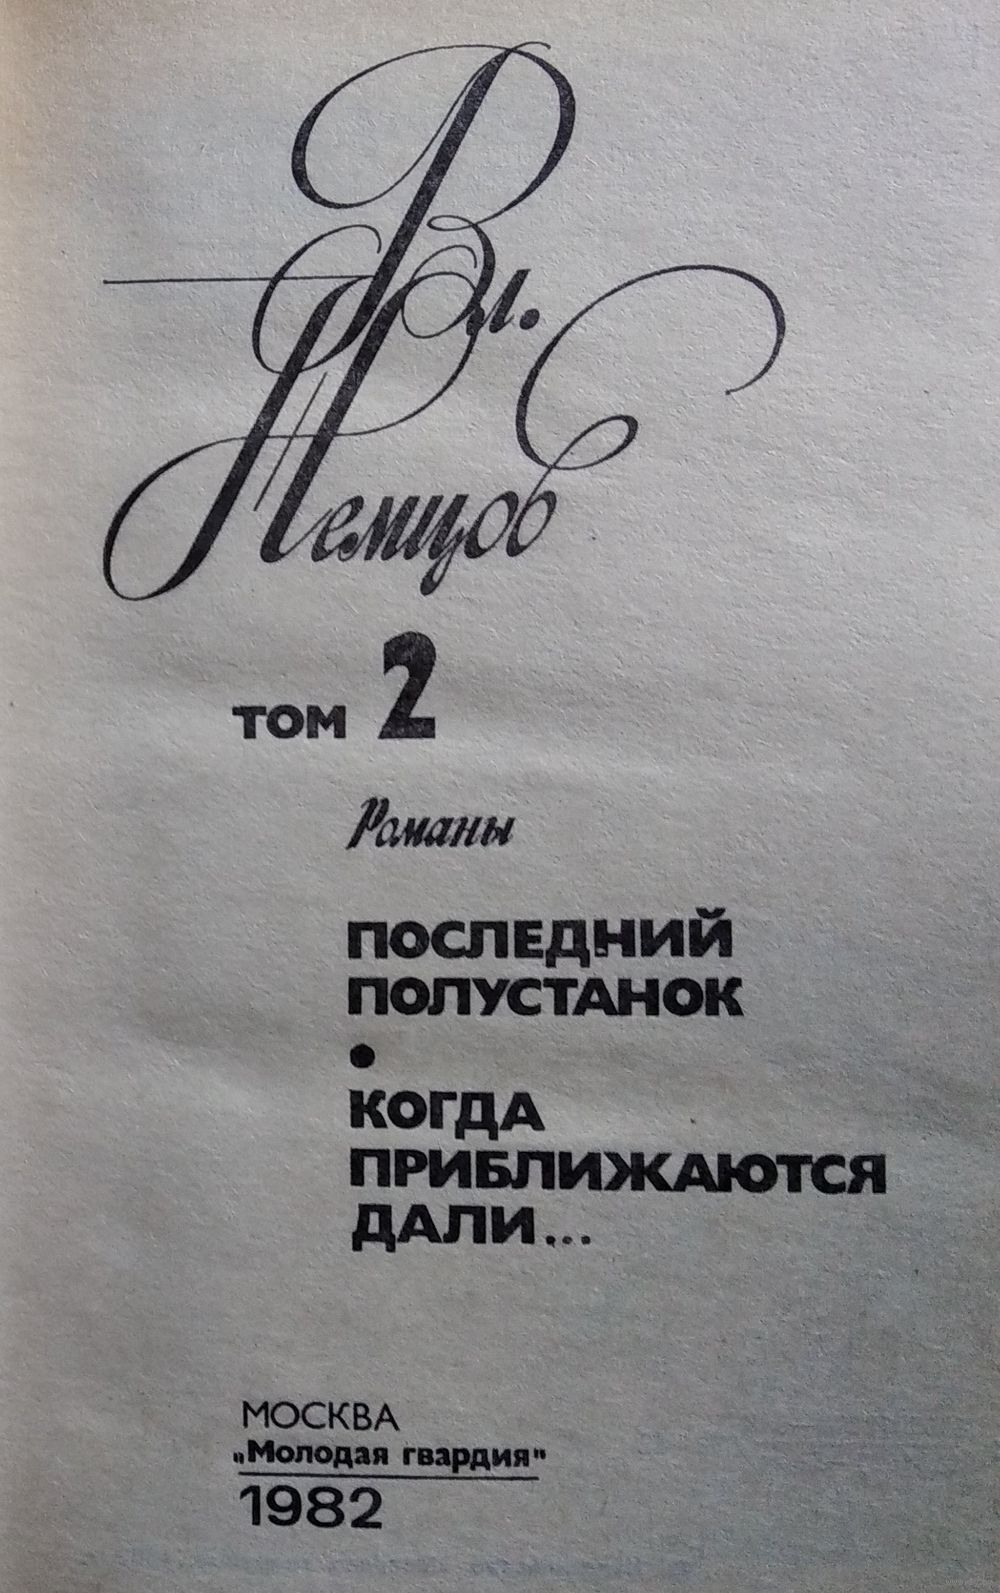 Вл.
Немцов
ТОМ 2
Романы
ПОСЛЕДНИЙ
ПОЛУСТАНОК
•
КОГДА
ПРИБЛИЖАЮТСЯ
ДАЛИ...
МОСКВА
„Молодая гвардия"
1982